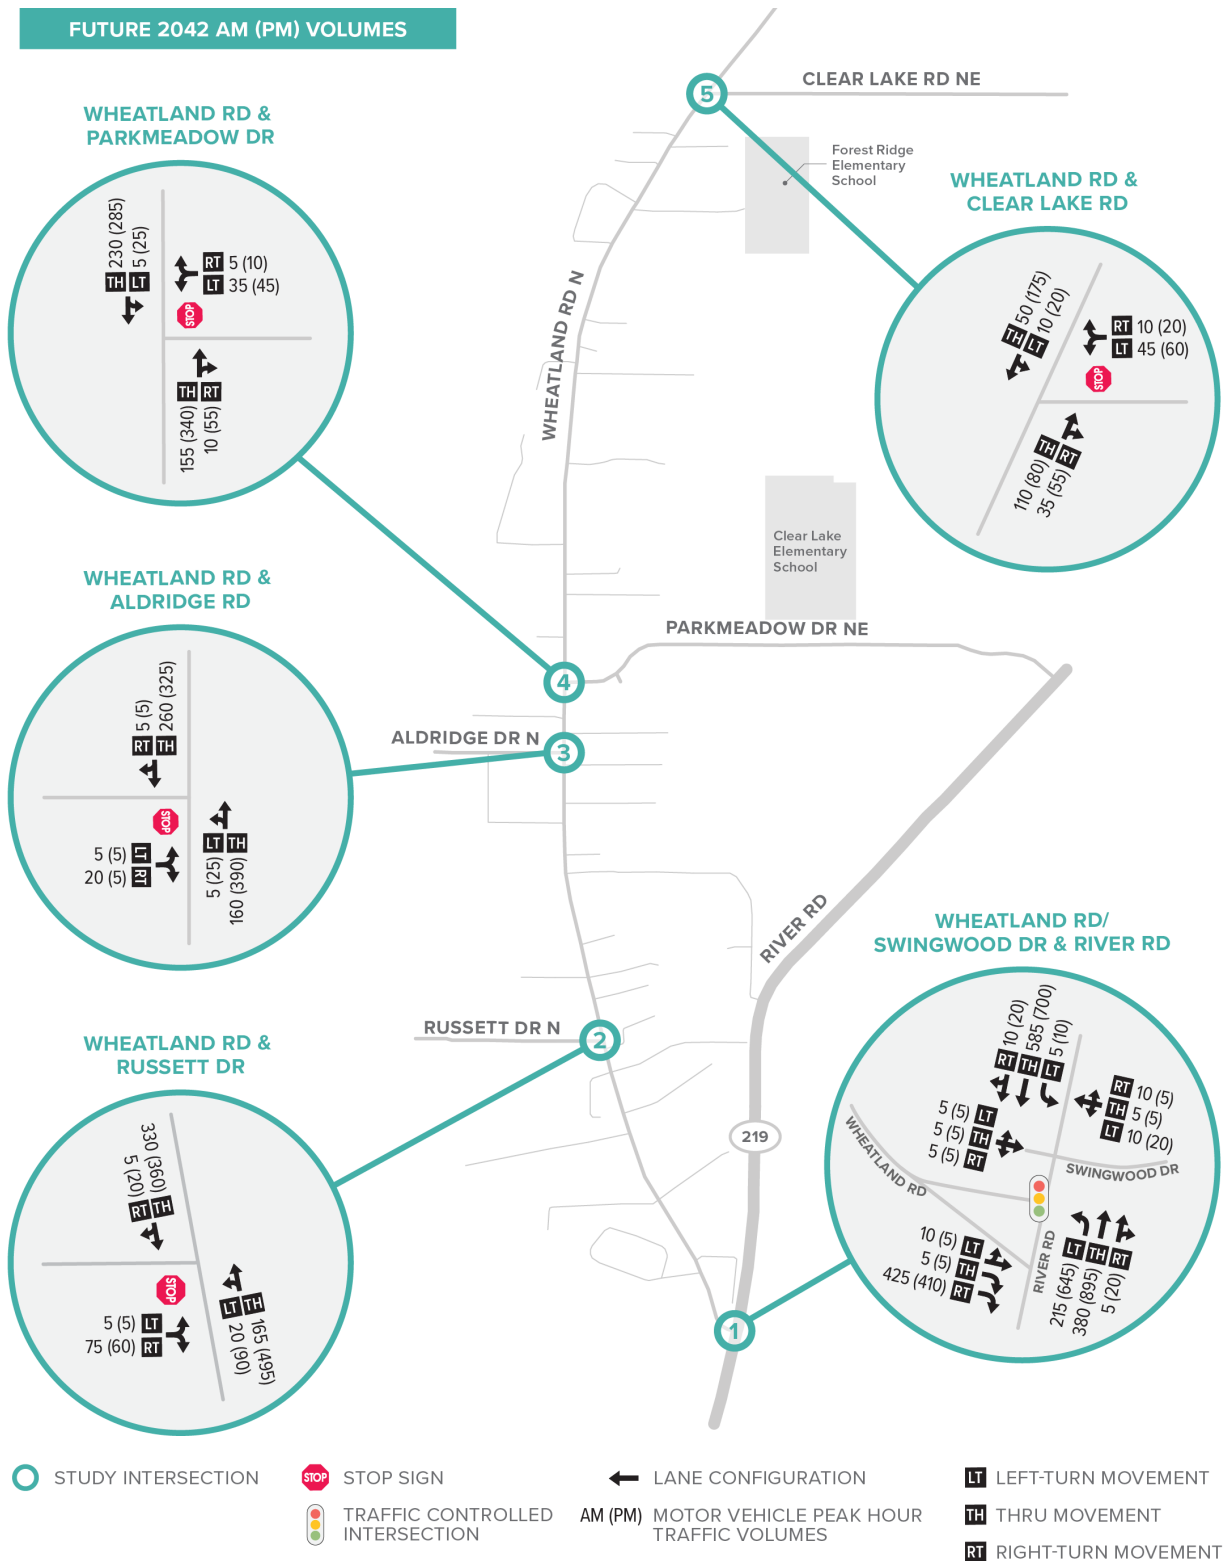 FUTURE 2042 AM (PM) VOLUMES
5
CLEAR LAKE RD NE
Forest Ridge
Elementary
School
WHEATLAND RD N
Clear Lake
Elementary
School
PARKMEADOW DR NE
4
ALDRIDGE DR N
3
RIVER RD
RUSSETT DR N
2
219
1
WHEATLAND RD &
PARKMEADOW DR
230 (285)
5 (25)
TH LT
RT 5 (10)
LT 35 (45)
STOP
TH RT
155 (340)
10 (55)
WHEATLAND RD &
ALDRIDGE RD
5 (5)
260 (325)
RT TH
STOP
5 (5) LT
20 (5) RT
LT TH
5 (25)
160 (390)
WHEATLAND RD &
RUSSETT DR
330 (360)
5 (20)
RT TH
STOP
5 (5) LT
75 (60) RT
LT TH
20 (90)
165 (495)
WHEATLAND RD &
CLEAR LAKE RD
TH 50 (175)
LT 10 (20)
RT 10 (20)
LT 45 (60)
STOP
110 (80) TH
35 (55) RT
WHEATLAND RD/
SWINGWOOD DR & RIVER RD
RT 10 (20)
TH 585 (700)
LT 5 (10)
RT 10 (5)
TH 5 (5)
LT 10 (20)
5 (5) LT
5 (5) TH
5 (5) RT
WHEATLAND RD
SWINGWOOD DR
RIVER RD
10 (5) LT
5 (5) TH
425 (410) RT
LT TH RT
215 (645)
380 (895)
5 (20)
STUDY INTERSECTION
STOP STOP SIGN
TRAFFIC CONTROLLED
INTERSECTION
LANE CONFIGURATION
AM (PM) MOTOR VEHICLE PEAK HOUR
TRAFFIC VOLUMES
LT LEFT-TURN MOVEMENT
TH THRU MOVEMENT
RT RIGHT-TURN MOVEMENT